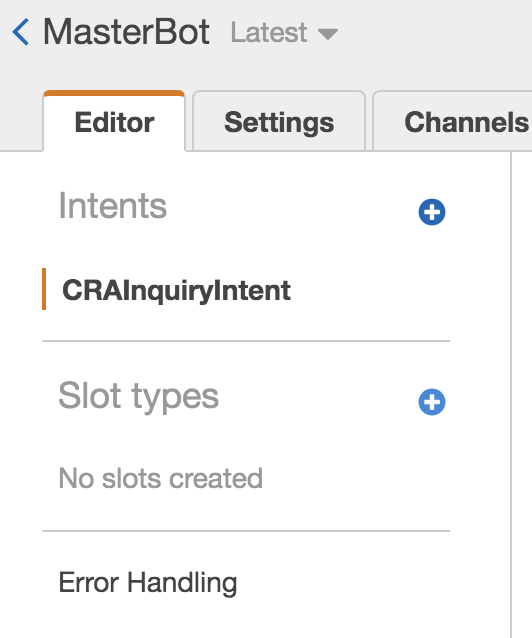 MasterBot Latest
Editor Settings Channels
Intents
CRAInquiryIntent
Slot types
No slots created
Error Handling